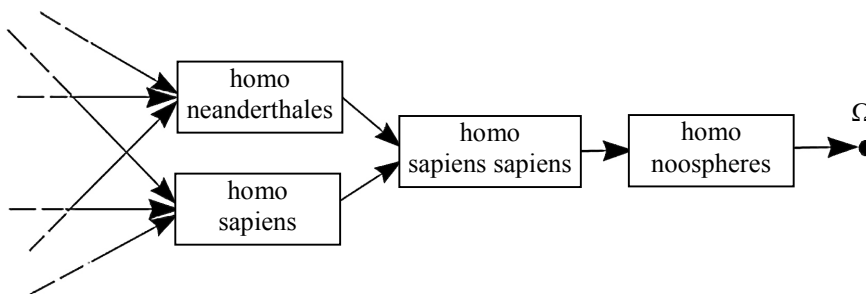 homo
neanderthales
homo
sapiens
homo
sapiens sapiens
homo
noospheres
Ω